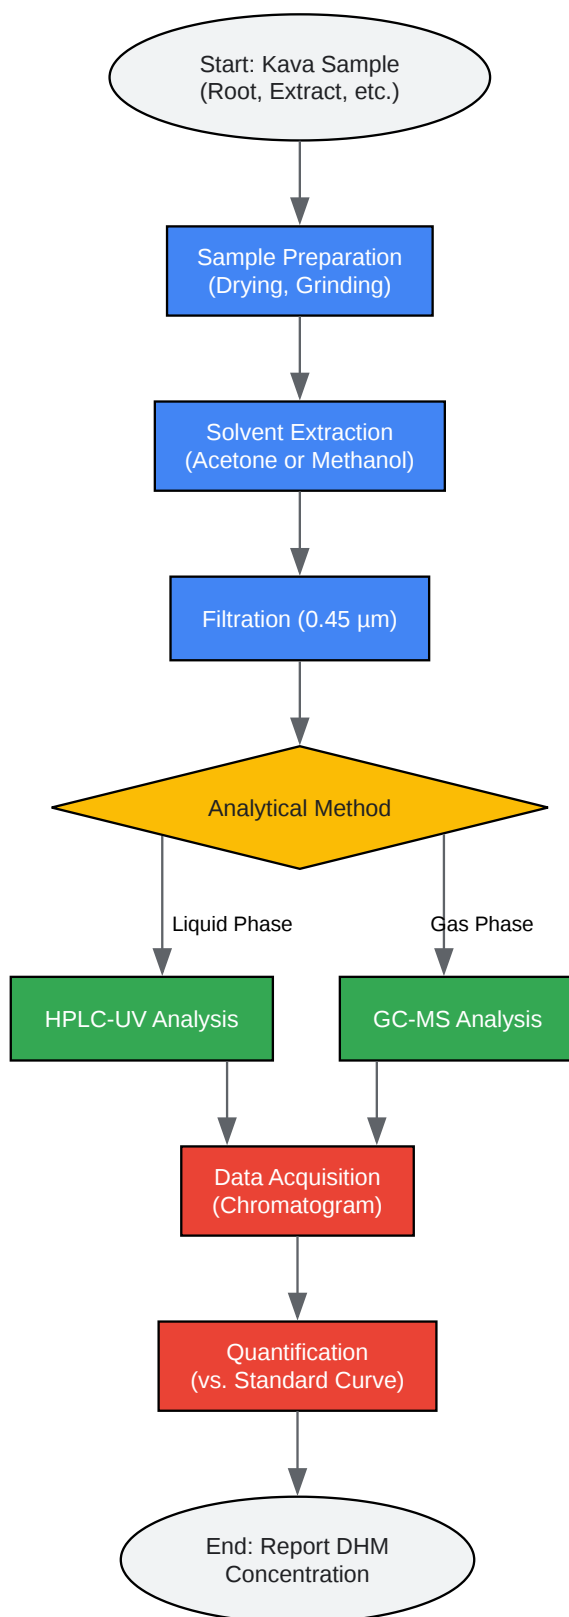 Start: Kava Sample
(Root, Extract, etc.)
Sample Preparation
(Drying, Grinding)
Solvent Extraction
(Acetone or Methanol)
Filtration (0.45 µm)
Analytical Method
Liquid Phase
Gas Phase
HPLC-UV Analysis
GC-MS Analysis
Data Acquisition
(Chromatogram)
Quantification
(vs. Standard Curve)
End: Report DHM
Concentration